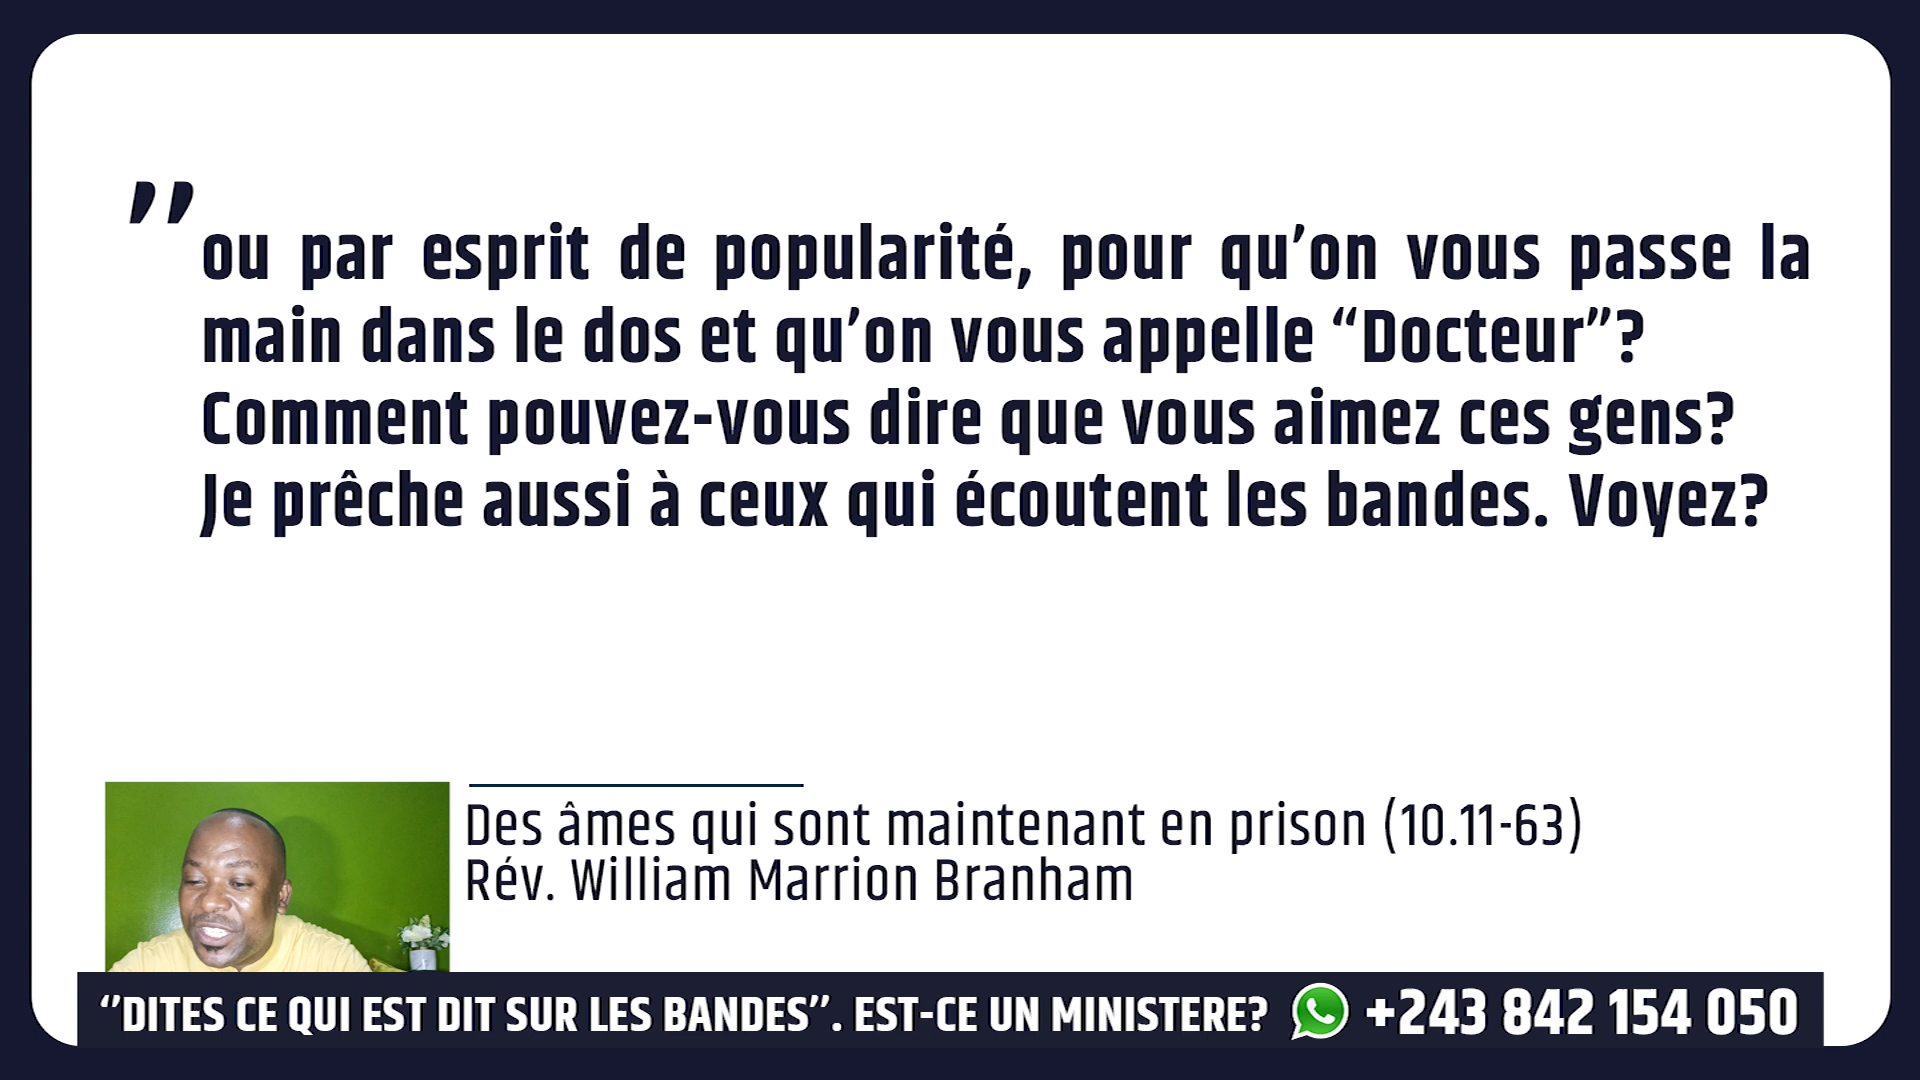 ”
ou par esprit de popularité, pour qu’on vous passe la
main dans le dos et qu’on vous appelle “Docteur”?
Comment pouvez-vous dire que vous aimez ces gens?
Je prêche aussi à ceux qui écoutent les bandes. Voyez?
Des âmes qui sont maintenant en prison (10.11-63)
Rév. William Marrion Branham
‘’DITES CE QUI EST DIT SUR LES BANDES’’. EST-CE UN MINISTERE? +243 842 154 050